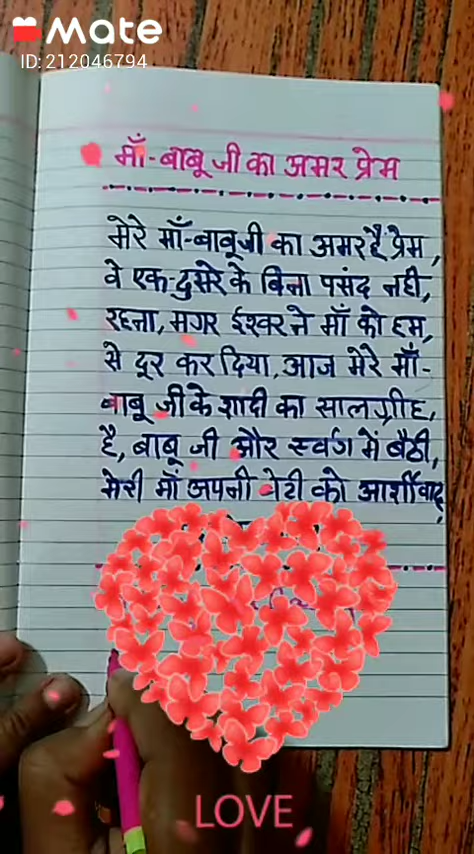 Mate
ID:212046794
माँ-बाबू जी का अमर प्रेम
मेरे माँ-बाबूजी का अमर है प्रेम,
वे एक-दुसरे के बिना पसंद नही,
रहना, मगर ईश्वर ने माँ को हम,
से दूर कर दिया, आज मेरे माँ-
बाबू जी के शादी का सालग्रीह,
है, बाबू जी और स्वर्ग में बैठी,
मेरी माँ अपनी बेटी को आर्शीवाद,
LOVE